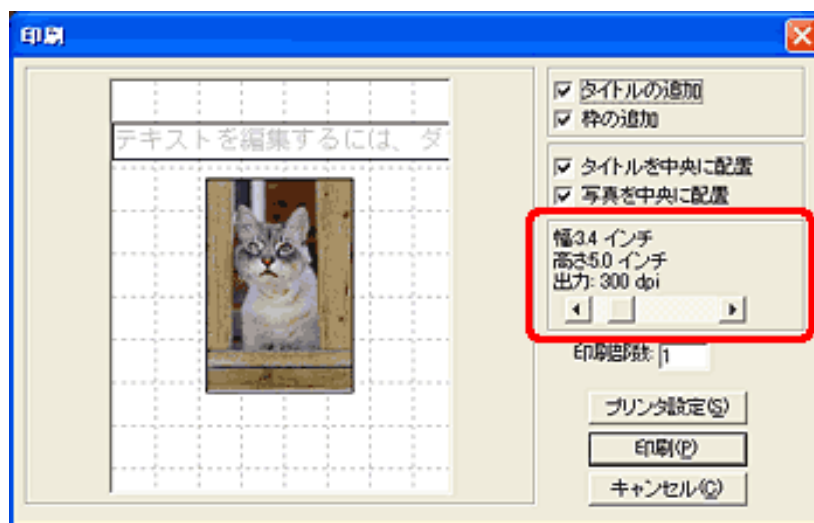 印刷
テキストを編集するには、ダ
タイトルの追加
枠の追加
タイトルを中央に配置
写真を中央に配置
幅3.4 インチ
高さ5.0 インチ
出力: 300 dpi
印刷部数: 1
プリンタ設定(S)
印刷(P)
キャンセル(C)